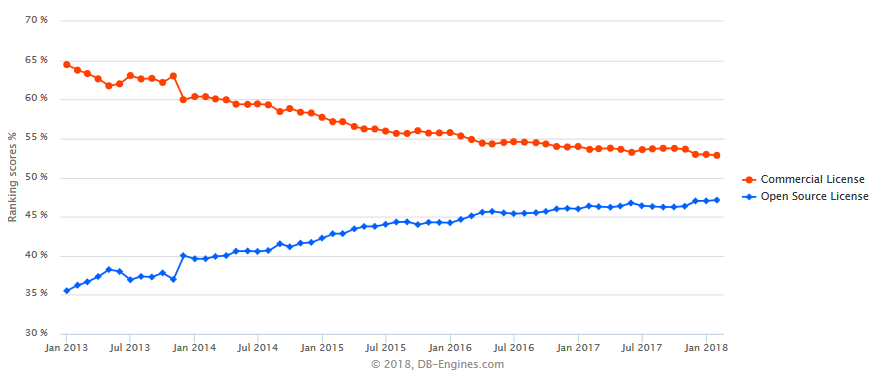 70 %
65 %
60 %
55 %
50 %
45 %
40 %
35 %
30 %
Ranking scores %
Jan 2013 Jul 2013 Jan 2014 Jul 2014 Jan 2015 Jul 2015 Jan 2016 Jul 2016 Jan 2017 Jul 2017 Jan 2018
Commercial License
Open Source License
© 2018, DB-Engines.com